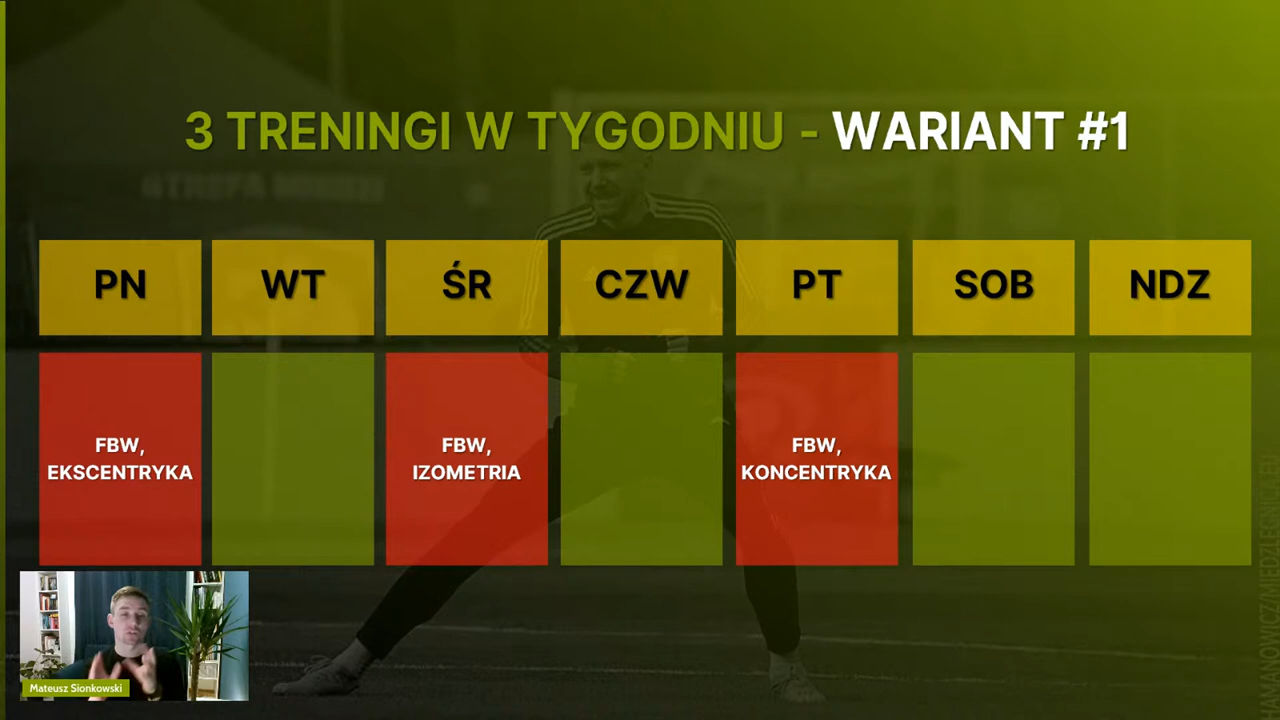 3 TRENINGI W TYGODNIU - WARIANT #1
PN WT ŚR CZW PT SOB NDZ
FBW, FBW, FBW,
EKSCENTRYKA IZOMETRIA KONCENTRYKA
Mateusz Sionkowski